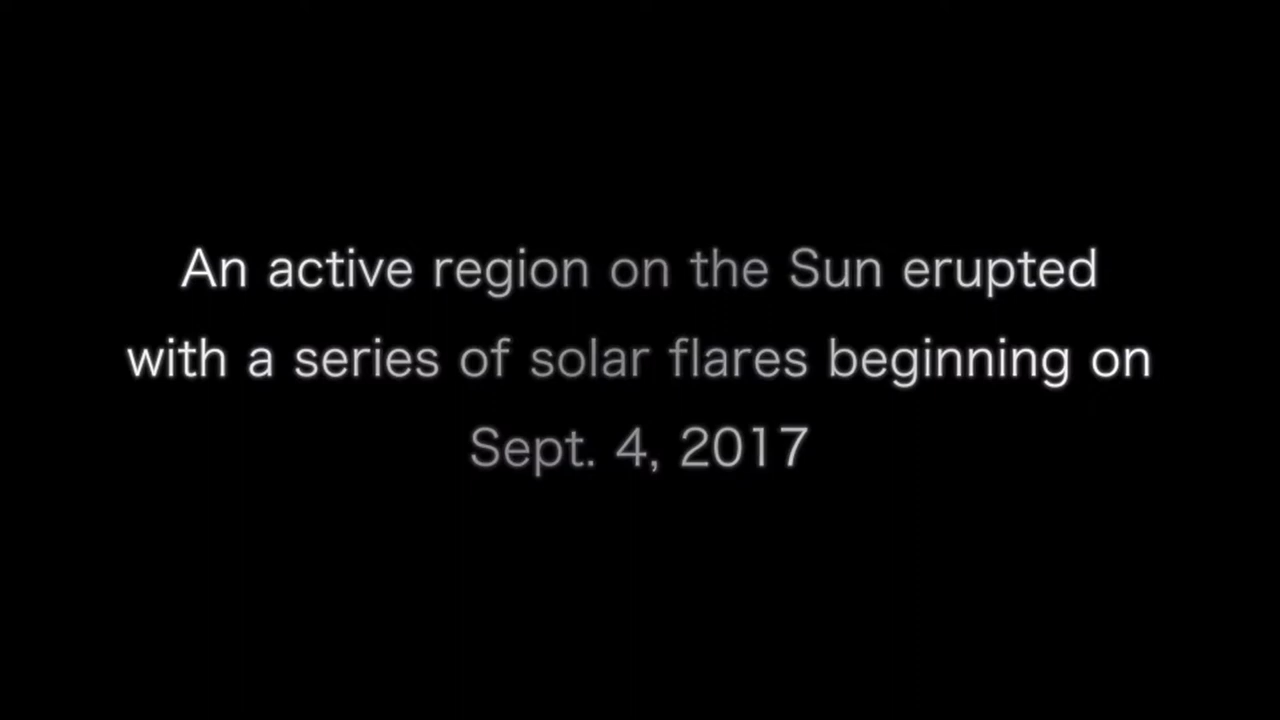 An active region on the Sun erupted
with a series of solar flares beginning on
Sept. 4, 2017